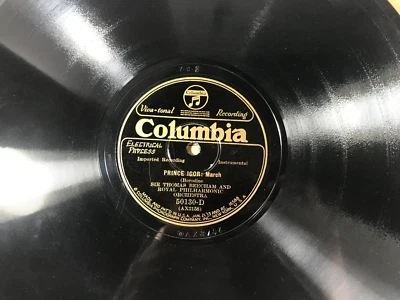 Viva-tonal Recording
Columbia
ELECTRICAL
PROCESS
Imported Recording Instrumental
PRINCE IGOR: March
(Borodine)
SIR THOMAS BEECHAM AND
ROYAL PHILHARMONIC
ORCHESTRA
50130-D
(AX3156)